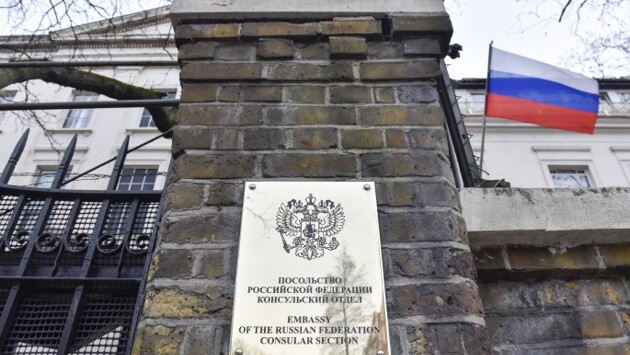 ПОСОЛЬСТВО
РОССИЙСКОЙ ФЕДЕРАЦИИ
КОНСУЛЬСКИЙ ОТДЕЛ
EMBASSY
OF THE RUSSIAN FEDERATION
CONSULAR SECTION